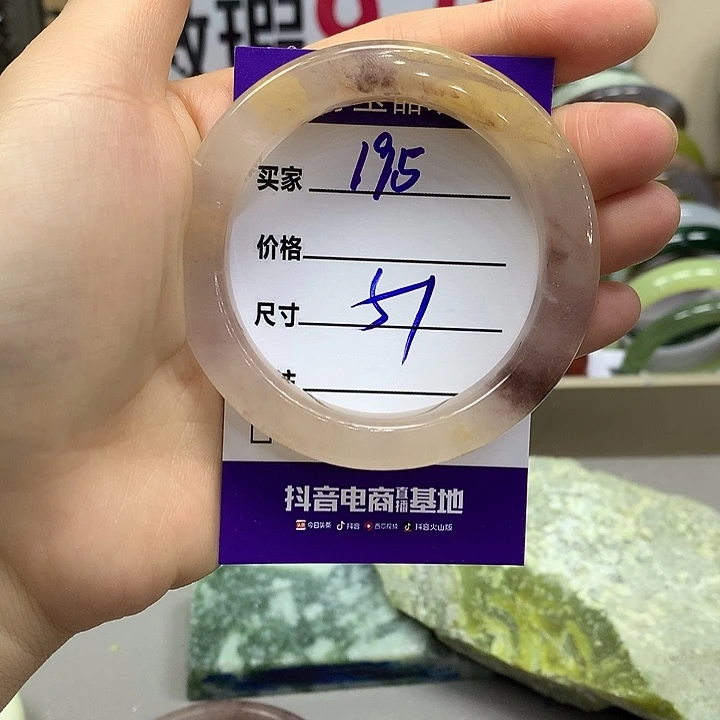 瑕
买家 195
价格
尺寸 57
抖音电商直播基地
今日头条 抖音 西瓜视频 抖音火山版